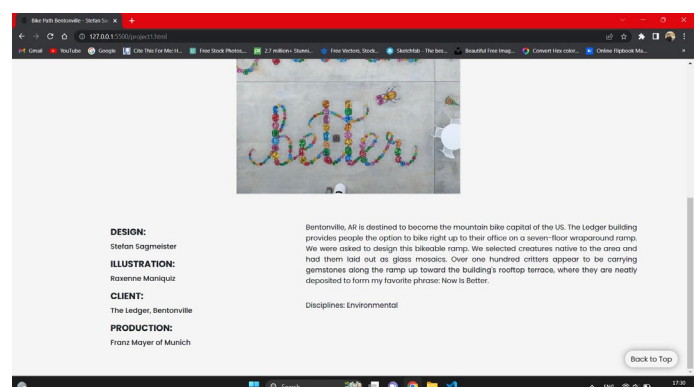 Bike Path Bentonville - Stefan Sa
127.0.0.1:5500/project1.html
Gmail YouTube Google Cite This For Me: H... Free Stock Photos,... 2.7 million+ Stunni... Free Vectors, Stock... Sketchfab - The bes... Beautiful Free Imag... Convert Hex color... Online Flipbook Ma... »
better
DESIGN:
Stefan Sagmeister
ILLUSTRATION:
Raxenne Maniquiz
CLIENT:
The Ledger, Bentonville
PRODUCTION:
Franz Mayer of Munich
Bentonville, AR is destined to become the mountain bike capital of the US. The Ledger building
provides people the option to bike right up to their office on a seven-floor wraparound ramp.
We were asked to design this bikeable ramp. We selected creatures native to the area and
had them laid out as glass mosaics. Over one hundred critters appear to be carrying
gemstones along the ramp up toward the building's rooftop terrace, where they are neatly
deposited to form my favorite phrase: Now Is Better.
Disciplines: Environmental
Back to Top
Search
ENG
17:30